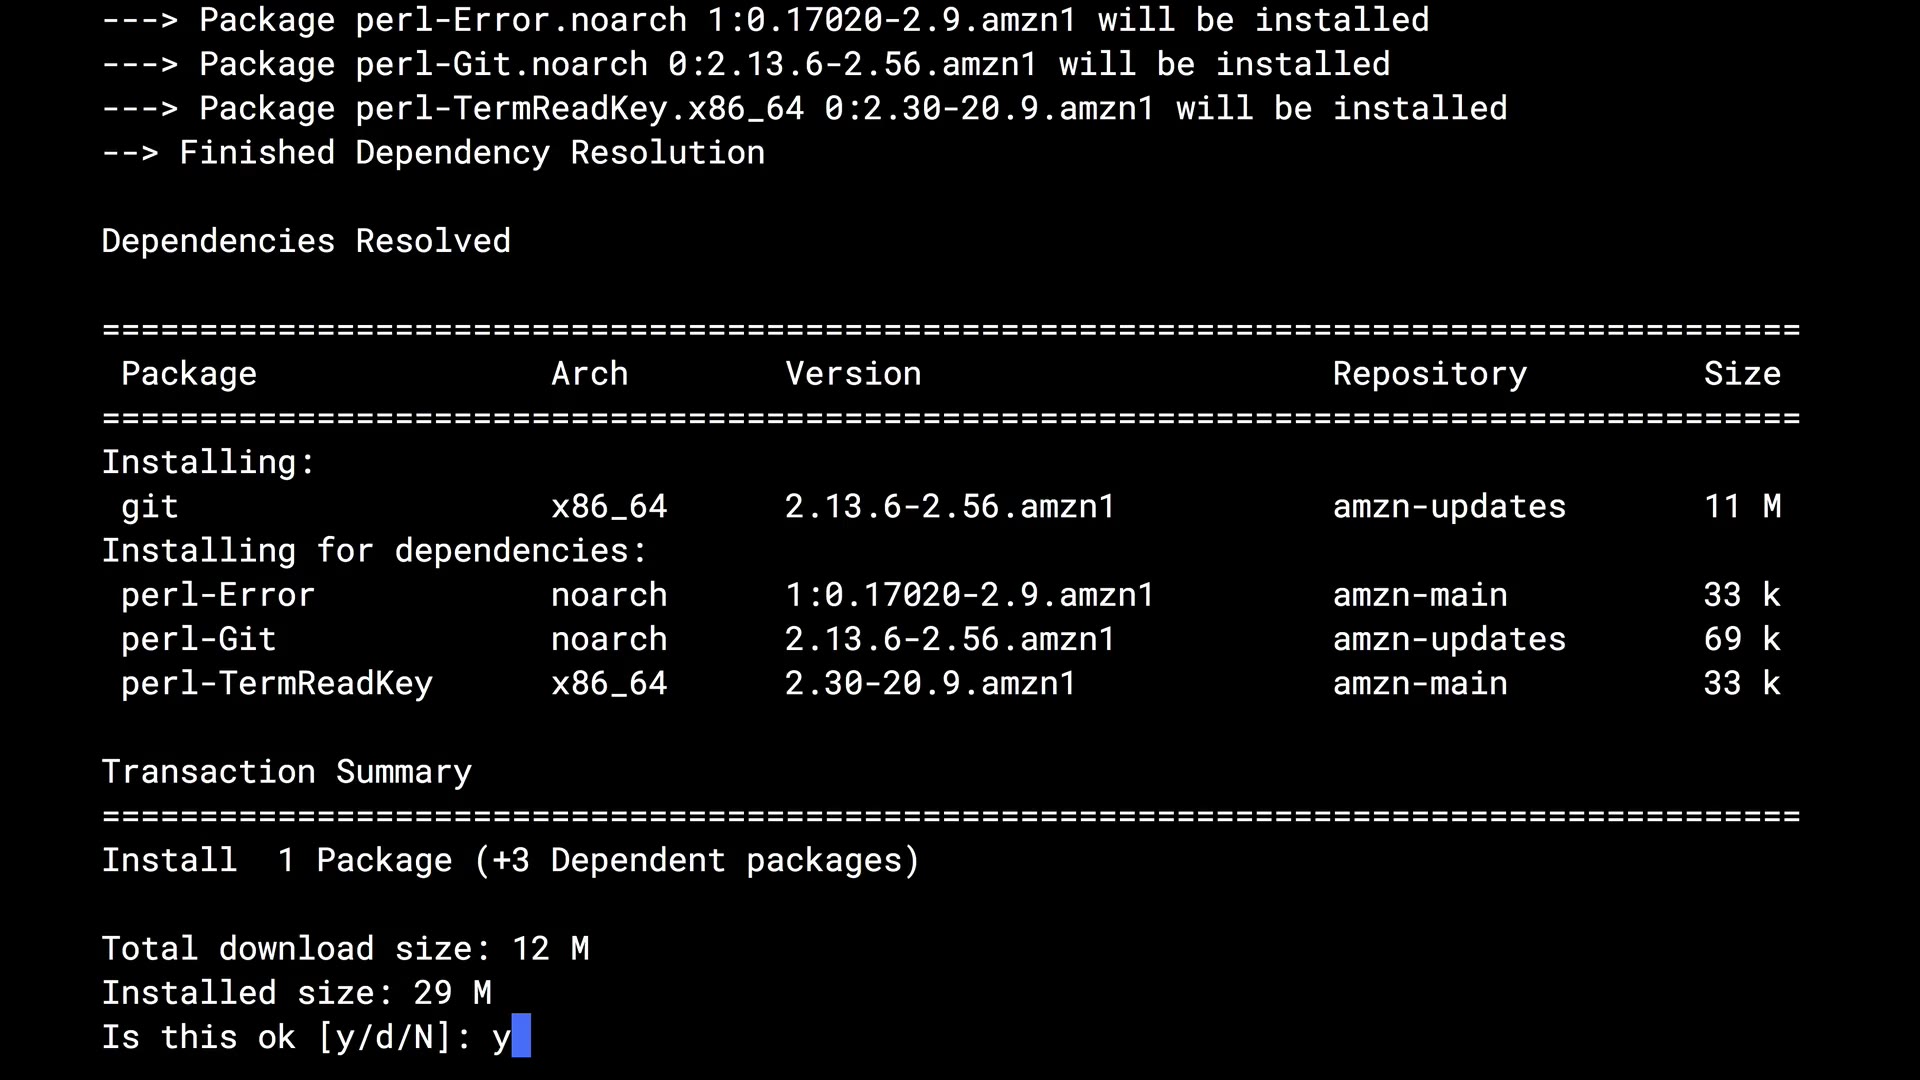 ---> Package perl-Error.noarch 1:0.17020-2.9.amzn1 will be installed
---> Package perl-Git.noarch 0:2.13.6-2.56.amzn1 will be installed
---> Package perl-TermReadKey.x86_64 0:2.30-20.9.amzn1 will be installed
--> Finished Dependency Resolution
Dependencies Resolved
=======================================================================================
Package Arch Version Repository Size
=======================================================================================
Installing:
git x86_64 2.13.6-2.56.amzn1 amzn-updates 11 M
Installing for dependencies:
perl-Error noarch 1:0.17020-2.9.amzn1 amzn-main 33 k
perl-Git noarch 2.13.6-2.56.amzn1 amzn-updates 69 k
perl-TermReadKey x86_64 2.30-20.9.amzn1 amzn-main 33 k
Transaction Summary
=======================================================================================
Install  1 Package (+3 Dependent packages)
Total download size: 12 M
Installed size: 29 M
Is this ok [y/d/N]: y